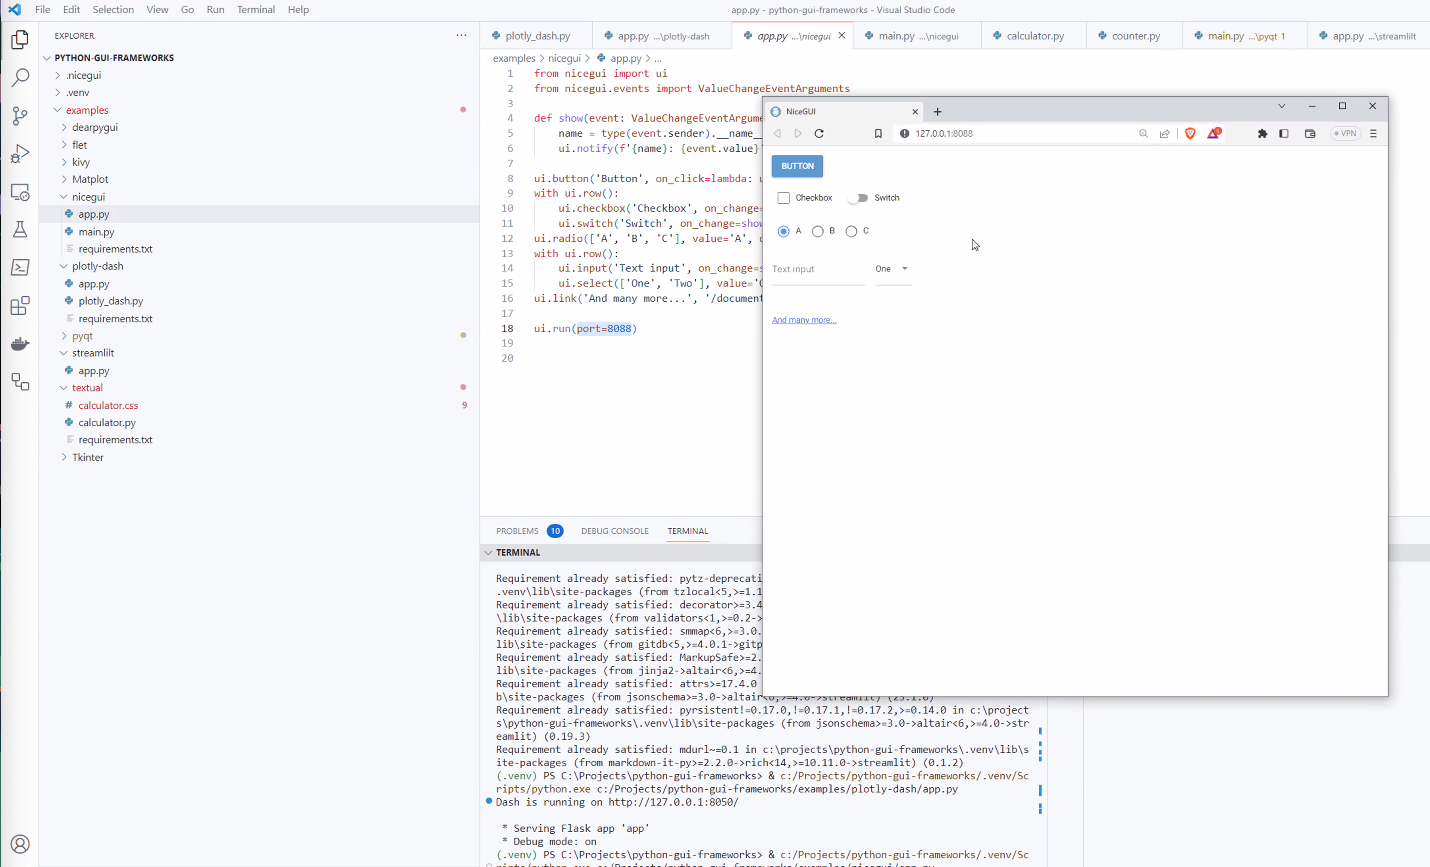 File Edit Selection View Go Run Terminal Help
app.py - python-gui-frameworks - Visual Studio Code
EXPLORER
PYTHON-GUI-FRAMEWORKS
.nicegui
.venv
examples
dearpygui
flet
kivy
Matplot
nicegui
app.py
main.py
requirements.txt
plotly-dash
app.py
plotly_dash.py
requirements.txt
pyqt
streamlilt
app.py
textual
# calculator.css 9
calculator.py
requirements.txt
Tkinter
plotly_dash.py app.py ...\plotly-dash app.py ...\nicegui main.py ...\nicegui calculator.py counter.py main.py ...\pyqt 1 app.py ...\streamlilt
examples > nicegui > app.py > ...
1 from nicegui import ui
2 from nicegui.events import ValueChangeEventArguments
3
4 def show(event: ValueChangeEventArgume
5 name = type(event.sender).__name__
6 ui.notify(f'{name}: {event.value}'
7
8 ui.button('Button', on_click=lambda: u
9 with ui.row():
10 ui.checkbox('Checkbox', on_change=
11 ui.switch('Switch', on_change=show
12 ui.radio(['A', 'B', 'C'], value='A', o
13 with ui.row():
14 ui.input('Text input', on_change=s
15 ui.select(['One', 'Two'], value='O
16 ui.link('And many more...', '/document
17
18 ui.run(port=8088)
19
20
NiceGUI
127.0.0.1:8088
VPN
BUTTON
Checkbox Switch
A B C
Text input One
And many more...
PROBLEMS 10 DEBUG CONSOLE TERMINAL
TERMINAL
Requirement already satisfied: pytz-deprecati
.venv\lib\site-packages (from tzlocal<5,>=1.1
Requirement already satisfied: decorator>=3.4
\lib\site-packages (from validators<1,>=0.2->
Requirement already satisfied: smmap<6,>=3.0.
lib\site-packages (from gitdb<5,>=4.0.1->gitp
Requirement already satisfied: MarkupSafe>=2.
lib\site-packages (from jinja2->altair<6,>=4.
Requirement already satisfied: attrs>=17.4.0
b\site-packages (from jsonschema>=3.0->altair<6,>=4.0->streamlit) (23.1.0)
Requirement already satisfied: pyrsistent!=0.17.0,!=0.17.1,!=0.17.2,>=0.14.0 in c:\project
s\python-gui-frameworks\.venv\lib\site-packages (from jsonschema>=3.0->altair<6,>=4.0->str
eamlit) (0.19.3)
Requirement already satisfied: mdurl~=0.1 in c:\projects\python-gui-frameworks\.venv\lib\s
ite-packages (from markdown-it-py>=2.2.0->rich<14,>=10.11.0->streamlit) (0.1.2)
(.venv) PS C:\Projects\python-gui-frameworks> & c:/Projects/python-gui-frameworks/.venv/Sc
ripts/python.exe c:/Projects/python-gui-frameworks/examples/plotly-dash/app.py
Dash is running on http://127.0.0.1:8050/
* Serving Flask app 'app'
* Debug mode: on
(.venv) PS C:\Projects\python-gui-frameworks> & c:/Projects/python-gui-frameworks/.venv/Sc